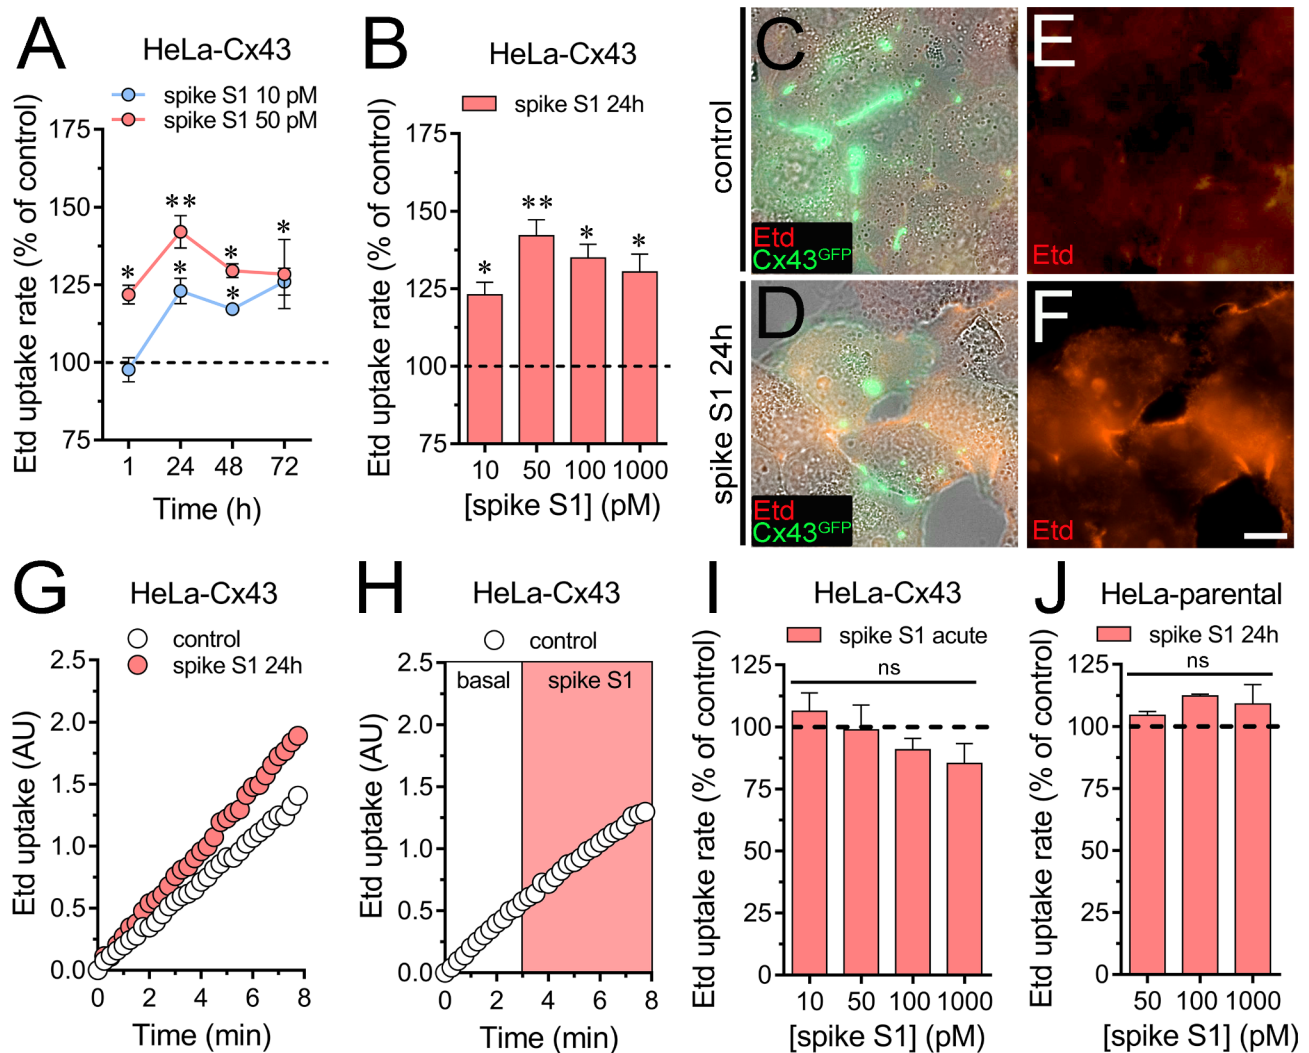 A
HeLa-Cx43
spike S1 10 pM
spike S1 50 pM
Etd uptake rate (% of control)
175
150
125
100
75
**
*
*
*
*
*
1
24
48
72
Time (h)
B
HeLa-Cx43
spike S1 24h
Etd uptake rate (% of control)
175
150
125
100
75
*
**
*
*
10
50
100
1000
[spike S1] (pM)
control
C
Etd
Cx43GFP
E
Etd
spike S1 24h
D
Etd
Cx43GFP
F
Etd
G
HeLa-Cx43
control
spike S1 24h
Etd uptake (AU)
2.5
2.0
1.5
1.0
0.5
0.0
0
2
4
6
8
Time (min)
H
HeLa-Cx43
control
basal
spike S1
Etd uptake (AU)
2.5
2.0
1.5
1.0
0.5
0.0
0
2
4
6
8
Time (min)
I
HeLa-Cx43
spike S1 acute
ns
Etd uptake rate (% of control)
125
100
75
50
25
0
10
50
100
1000
[spike S1] (pM)
J
HeLa-parental
spike S1 24h
ns
Etd uptake rate (% of control)
125
100
75
50
25
0
50
100
1000
[spike S1] (pM)